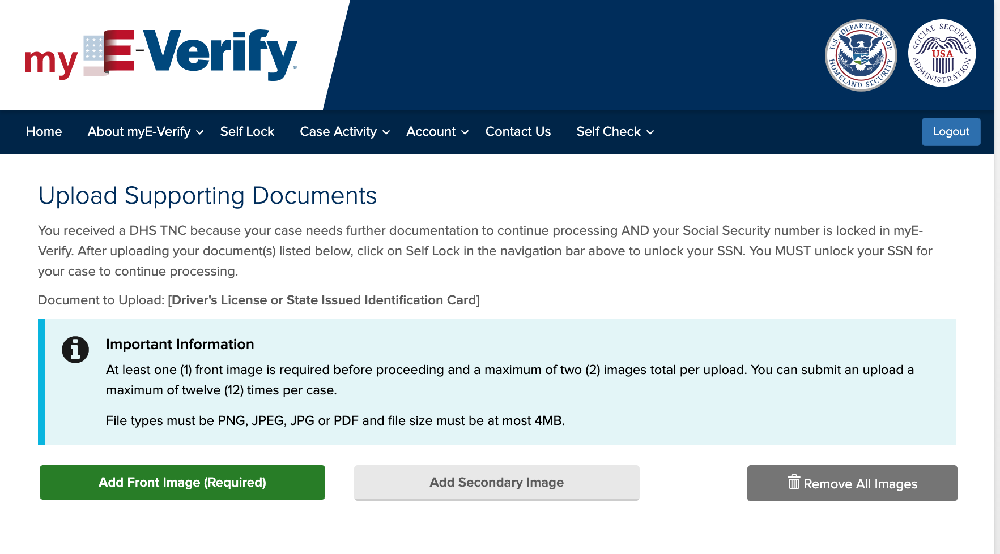 my E-Verify®
U.S. DEPARTMENT OF HOMELAND SECURITY
SOCIAL SECURITY ADMINISTRATION
USA
Home About myE-Verify Self Lock Case Activity Account Contact Us Self Check Logout
Upload Supporting Documents
You received a DHS TNC because your case needs further documentation to continue processing AND your Social Security number is locked in myE-
Verify. After uploading your document(s) listed below, click on Self Lock in the navigation bar above to unlock your SSN. You MUST unlock your SSN for
your case to continue processing.
Document to Upload: [Driver's License or State Issued Identification Card]
Important Information
At least one (1) front image is required before proceeding and a maximum of two (2) images total per upload. You can submit an upload a
maximum of twelve (12) times per case.
File types must be PNG, JPEG, JPG or PDF and file size must be at most 4MB.
Add Front Image (Required) Add Secondary Image Remove All Images